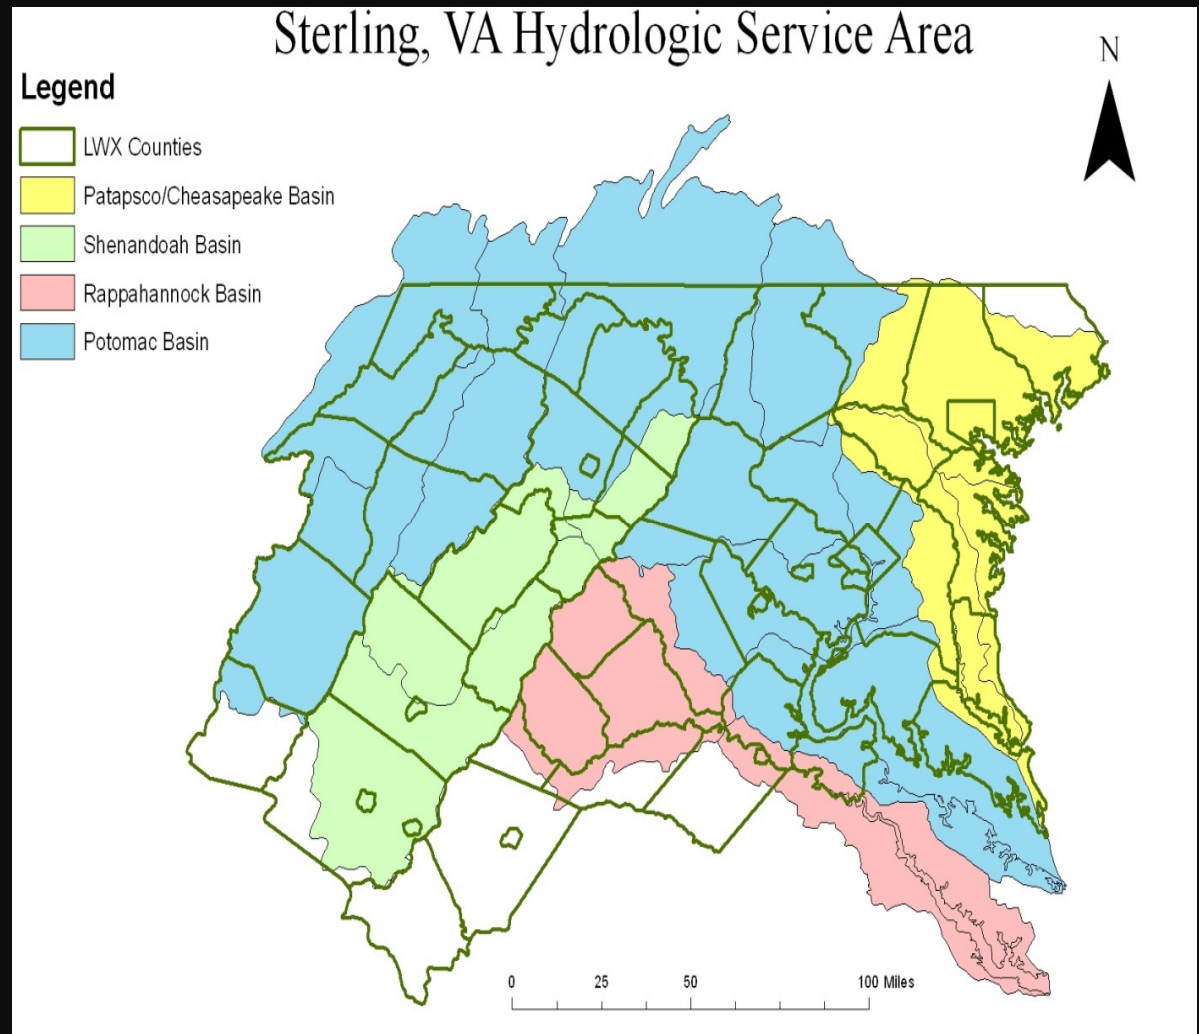 Sterling, VA Hydrologic Service Area
N
Legend
LWX Counties
Patapsco/Cheasapeake Basin
Shenandoah Basin
Rappahannock Basin
Potomac Basin
0 25 50 100 Miles